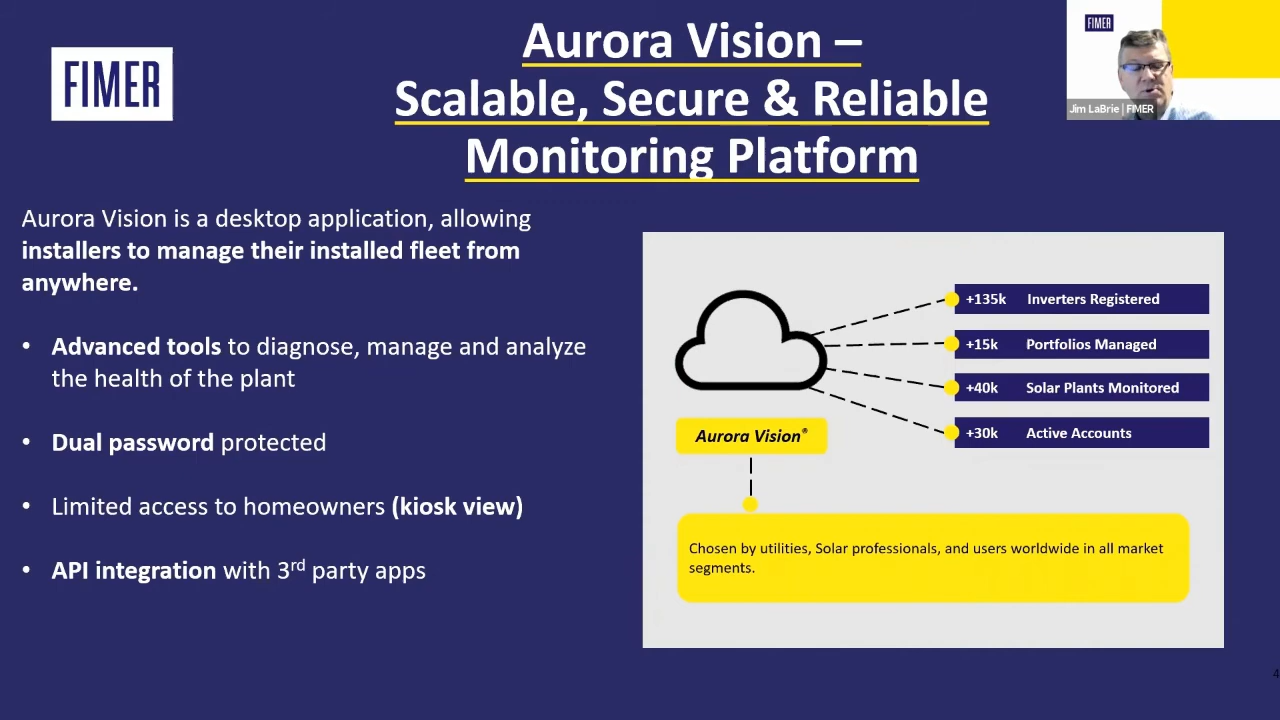 FIMER
Aurora Vision –
Scalable, Secure & Reliable
Monitoring Platform
FIMER
Jim LaBrie | FIMER
Aurora Vision is a desktop application, allowing
installers to manage their installed fleet from
anywhere.
• Advanced tools to diagnose, manage and analyze
the health of the plant
• Dual password protected
• Limited access to homeowners (kiosk view)
• API integration with 3rd party apps
+135k Inverters Registered
+15k Portfolios Managed
+40k Solar Plants Monitored
+30k Active Accounts
Aurora Vision®
Chosen by utilities, Solar professionals, and users worldwide in all market
segments.
4